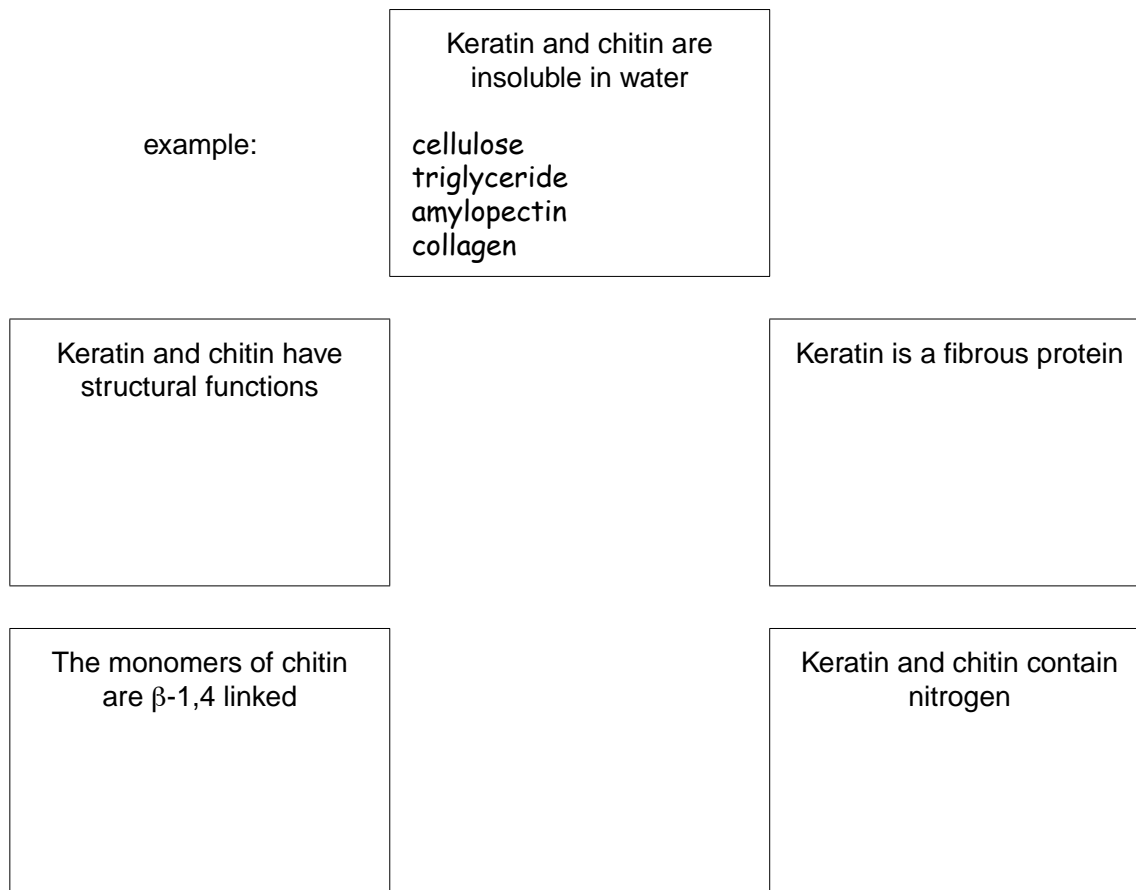 Keratin and chitin are
insoluble in water
example:
cellulose
triglyceride
amylopectin
collagen
Keratin and chitin have
structural functions
Keratin is a fibrous protein
The monomers of chitin
are β-1,4 linked
Keratin and chitin contain
nitrogen